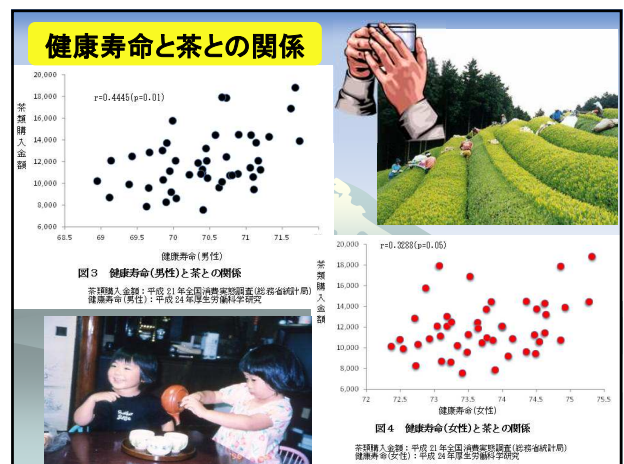 健康寿命と茶との関係
20,000
18,000
16,000
14,000
12,000
10,000
8,000
6,000
茶類購入金額
r=0.4445(p=0.01)
68.5 69 69.5 70 70.5 71 71.5
健康寿命(男性)
図3 健康寿命(男性)と茶との関係
茶類購入金額：平成21年全国消費実態調査(総務省統計局)
健康寿命(男性)：平成24年厚生労働科学研究
20,000
18,000
16,000
14,000
12,000
10,000
8,000
6,000
茶類購入金額
r=0.3288(p=0.05)
72 72.5 73 73.5 74 74.5 75 75.5
健康寿命(女性)
図4 健康寿命(女性)と茶との関係
茶類購入金額：平成21年全国消費実態調査(総務省統計局)
健康寿命(女性)：平成24年厚生労働科学研究